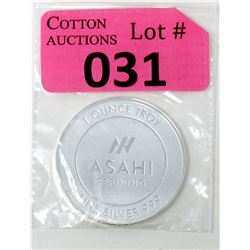 COTTON
AUCTIONS
Lot #
031
1 OUNCE TROY
ASAHI
REFINING
FINE SILVER 999